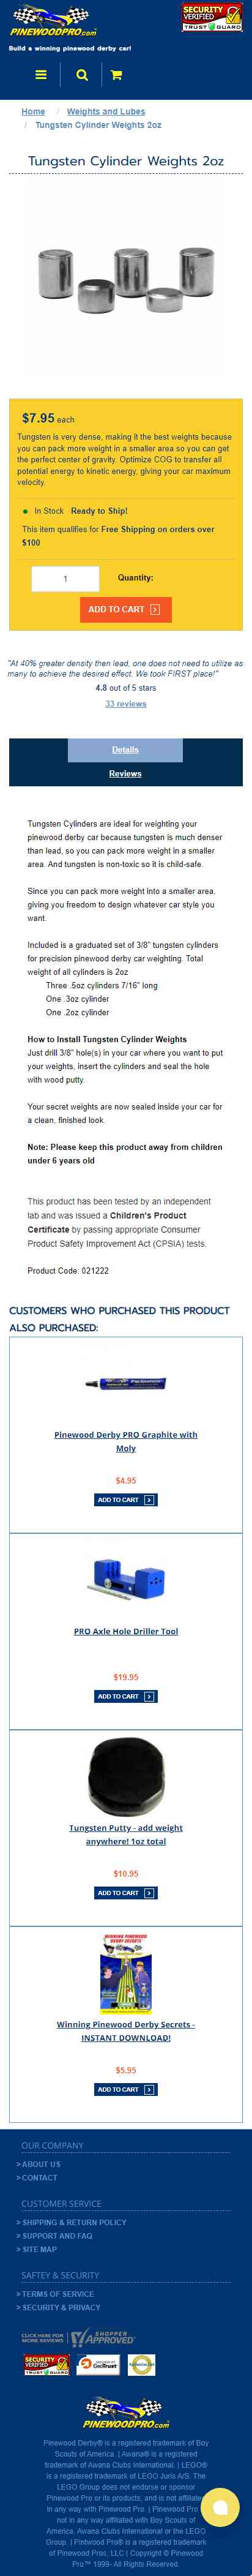 PINEWOODPRO.com
SECURITY VERIFIED
TRUST GUARD
Build a winning pinewood derby car!
Home / Weights and Lubes
/ Tungsten Cylinder Weights 2oz
Tungsten Cylinder Weights 2oz
$7.95 each
Tungsten is very dense, making it the best weights because
you can pack more weight in a smaller area so you can get
the perfect center of gravity. Optimize COG to transfer all
potential energy to kinetic energy, giving your car maximum
velocity.
In Stock Ready to Ship!
This item qualifies for Free Shipping on orders over
$100
1 Quantity:
ADD TO CART
"At 40% greater density then lead, one does not need to utilize as
many to achieve the desired effect. We took FIRST place!"
4.8 out of 5 stars
33 reviews
Details
Reviews
Tungsten Cylinders are ideal for weighting your
pinewood derby car because tungsten is much denser
than lead, so you can pack more weight in a smaller
area. And tungsten is non-toxic so it is child-safe.
Since you can pack more weight into a smaller area,
giving you freedom to design whatever car style you
want.
Included is a graduated set of 3/8" tungsten cylinders
for precision pinewood derby car weighting. Total
weight of all cylinders is 2oz
Three .5oz cylinders 7/16" long
One .3oz cylinder
One .2oz cylinder
How to Install Tungsten Cylinder Weights
Just drill 3/8" hole(s) in your car where you want to put
your weights, insert the cylinders and seal the hole
with wood putty.
Your secret weights are now sealed inside your car for
a clean, finished look.
Note: Please keep this product away from children
under 6 years old
This product has been tested by an independent
lab and was issued a Children's Product
Certificate by passing appropriate Consumer
Product Safety Improvement Act (CPSIA) tests.
Product Code: 021222
CUSTOMERS WHO PURCHASED THIS PRODUCT
ALSO PURCHASED:
Pinewood Derby PRO Graphite with
Moly
$4.95
ADD TO CART
PRO Axle Hole Driller Tool
$19.95
ADD TO CART
Tungsten Putty - add weight
anywhere! 1oz total
$10.95
ADD TO CART
WINNING PINEWOOD
DERBY SECRETS
Winning Pinewood Derby Secrets -
INSTANT DOWNLOAD!
$5.95
ADD TO CART
OUR COMPANY
> ABOUT US
> CONTACT
CUSTOMER SERVICE
> SHIPPING & RETURN POLICY
> SUPPORT AND FAQ
> SITE MAP
SAFTEY & SECURITY
> TERMS OF SERVICE
> SECURITY & PRIVACY
CLICK HERE FOR MORE REVIEWS
SHOPPER APPROVED
SECURITY VERIFIED
TRUST GUARD
GeoTrust
Authorize.Net
PINEWOODPRO.com
Pinewood Derby® is a registered trademark of Boy
Scouts of America. | Awana® is a registered
trademark of Awana Clubs International. | LEGO®
is a registered trademark of LEGO Juris A/S. The
LEGO Group does not endorse or sponsor
Pinewood Pro or its products, and is not affiliated
in any way with Pinewood Pro. | Pinewood Pro is
not in any way affiliated with Boy Scouts of
America, Awana Clubs International or the LEGO
Group. | Pintwood Pro® is a registered trademark
of Pinewood Pros, LLC | Copyright © Pinewood
Pro™ 1999- All Rights Reserved.